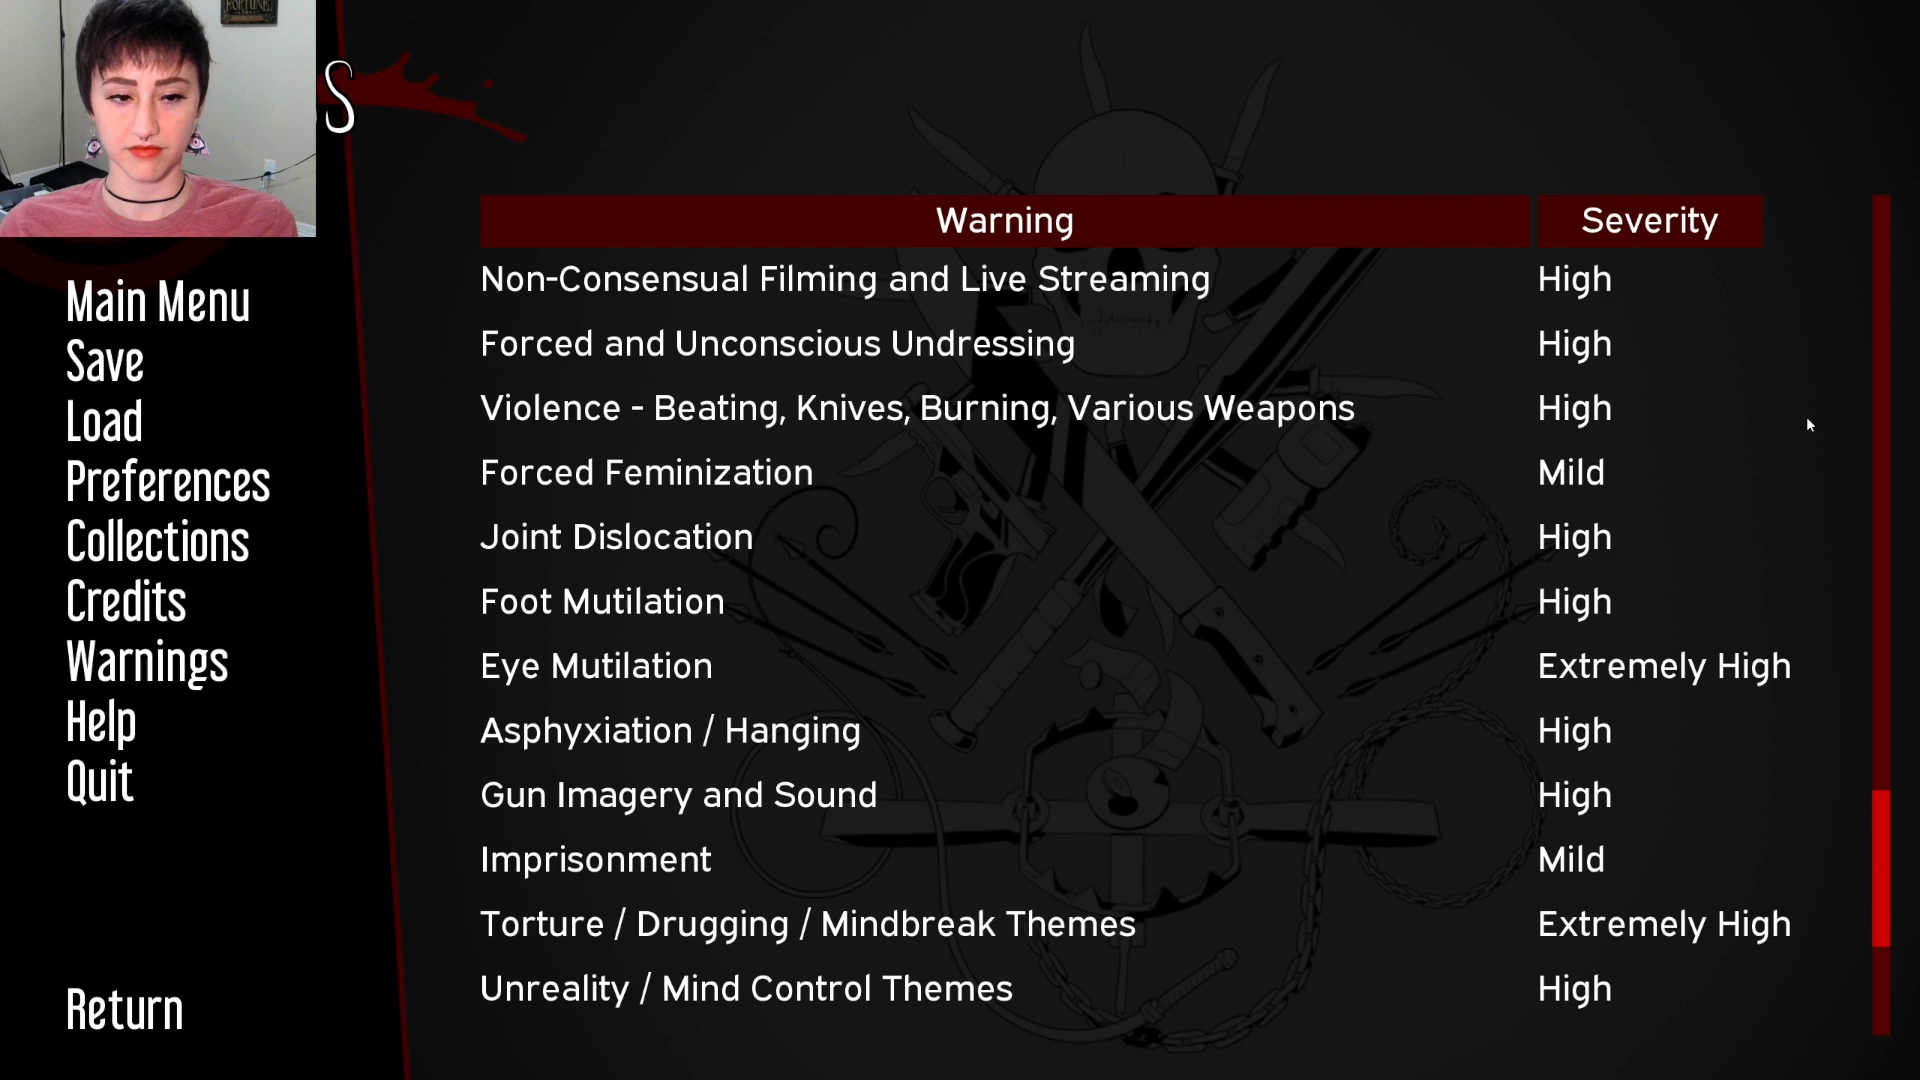 FORTUNE
S
Warning Severity
Non-Consensual Filming and Live Streaming High
Forced and Unconscious Undressing High
Violence - Beating, Knives, Burning, Various Weapons High
Forced Feminization Mild
Joint Dislocation High
Foot Mutilation High
Eye Mutilation Extremely High
Asphyxiation / Hanging High
Gun Imagery and Sound High
Imprisonment Mild
Torture / Drugging / Mindbreak Themes Extremely High
Unreality / Mind Control Themes High
Main Menu
Save
Load
Preferences
Collections
Credits
Warnings
Help
Quit
Return